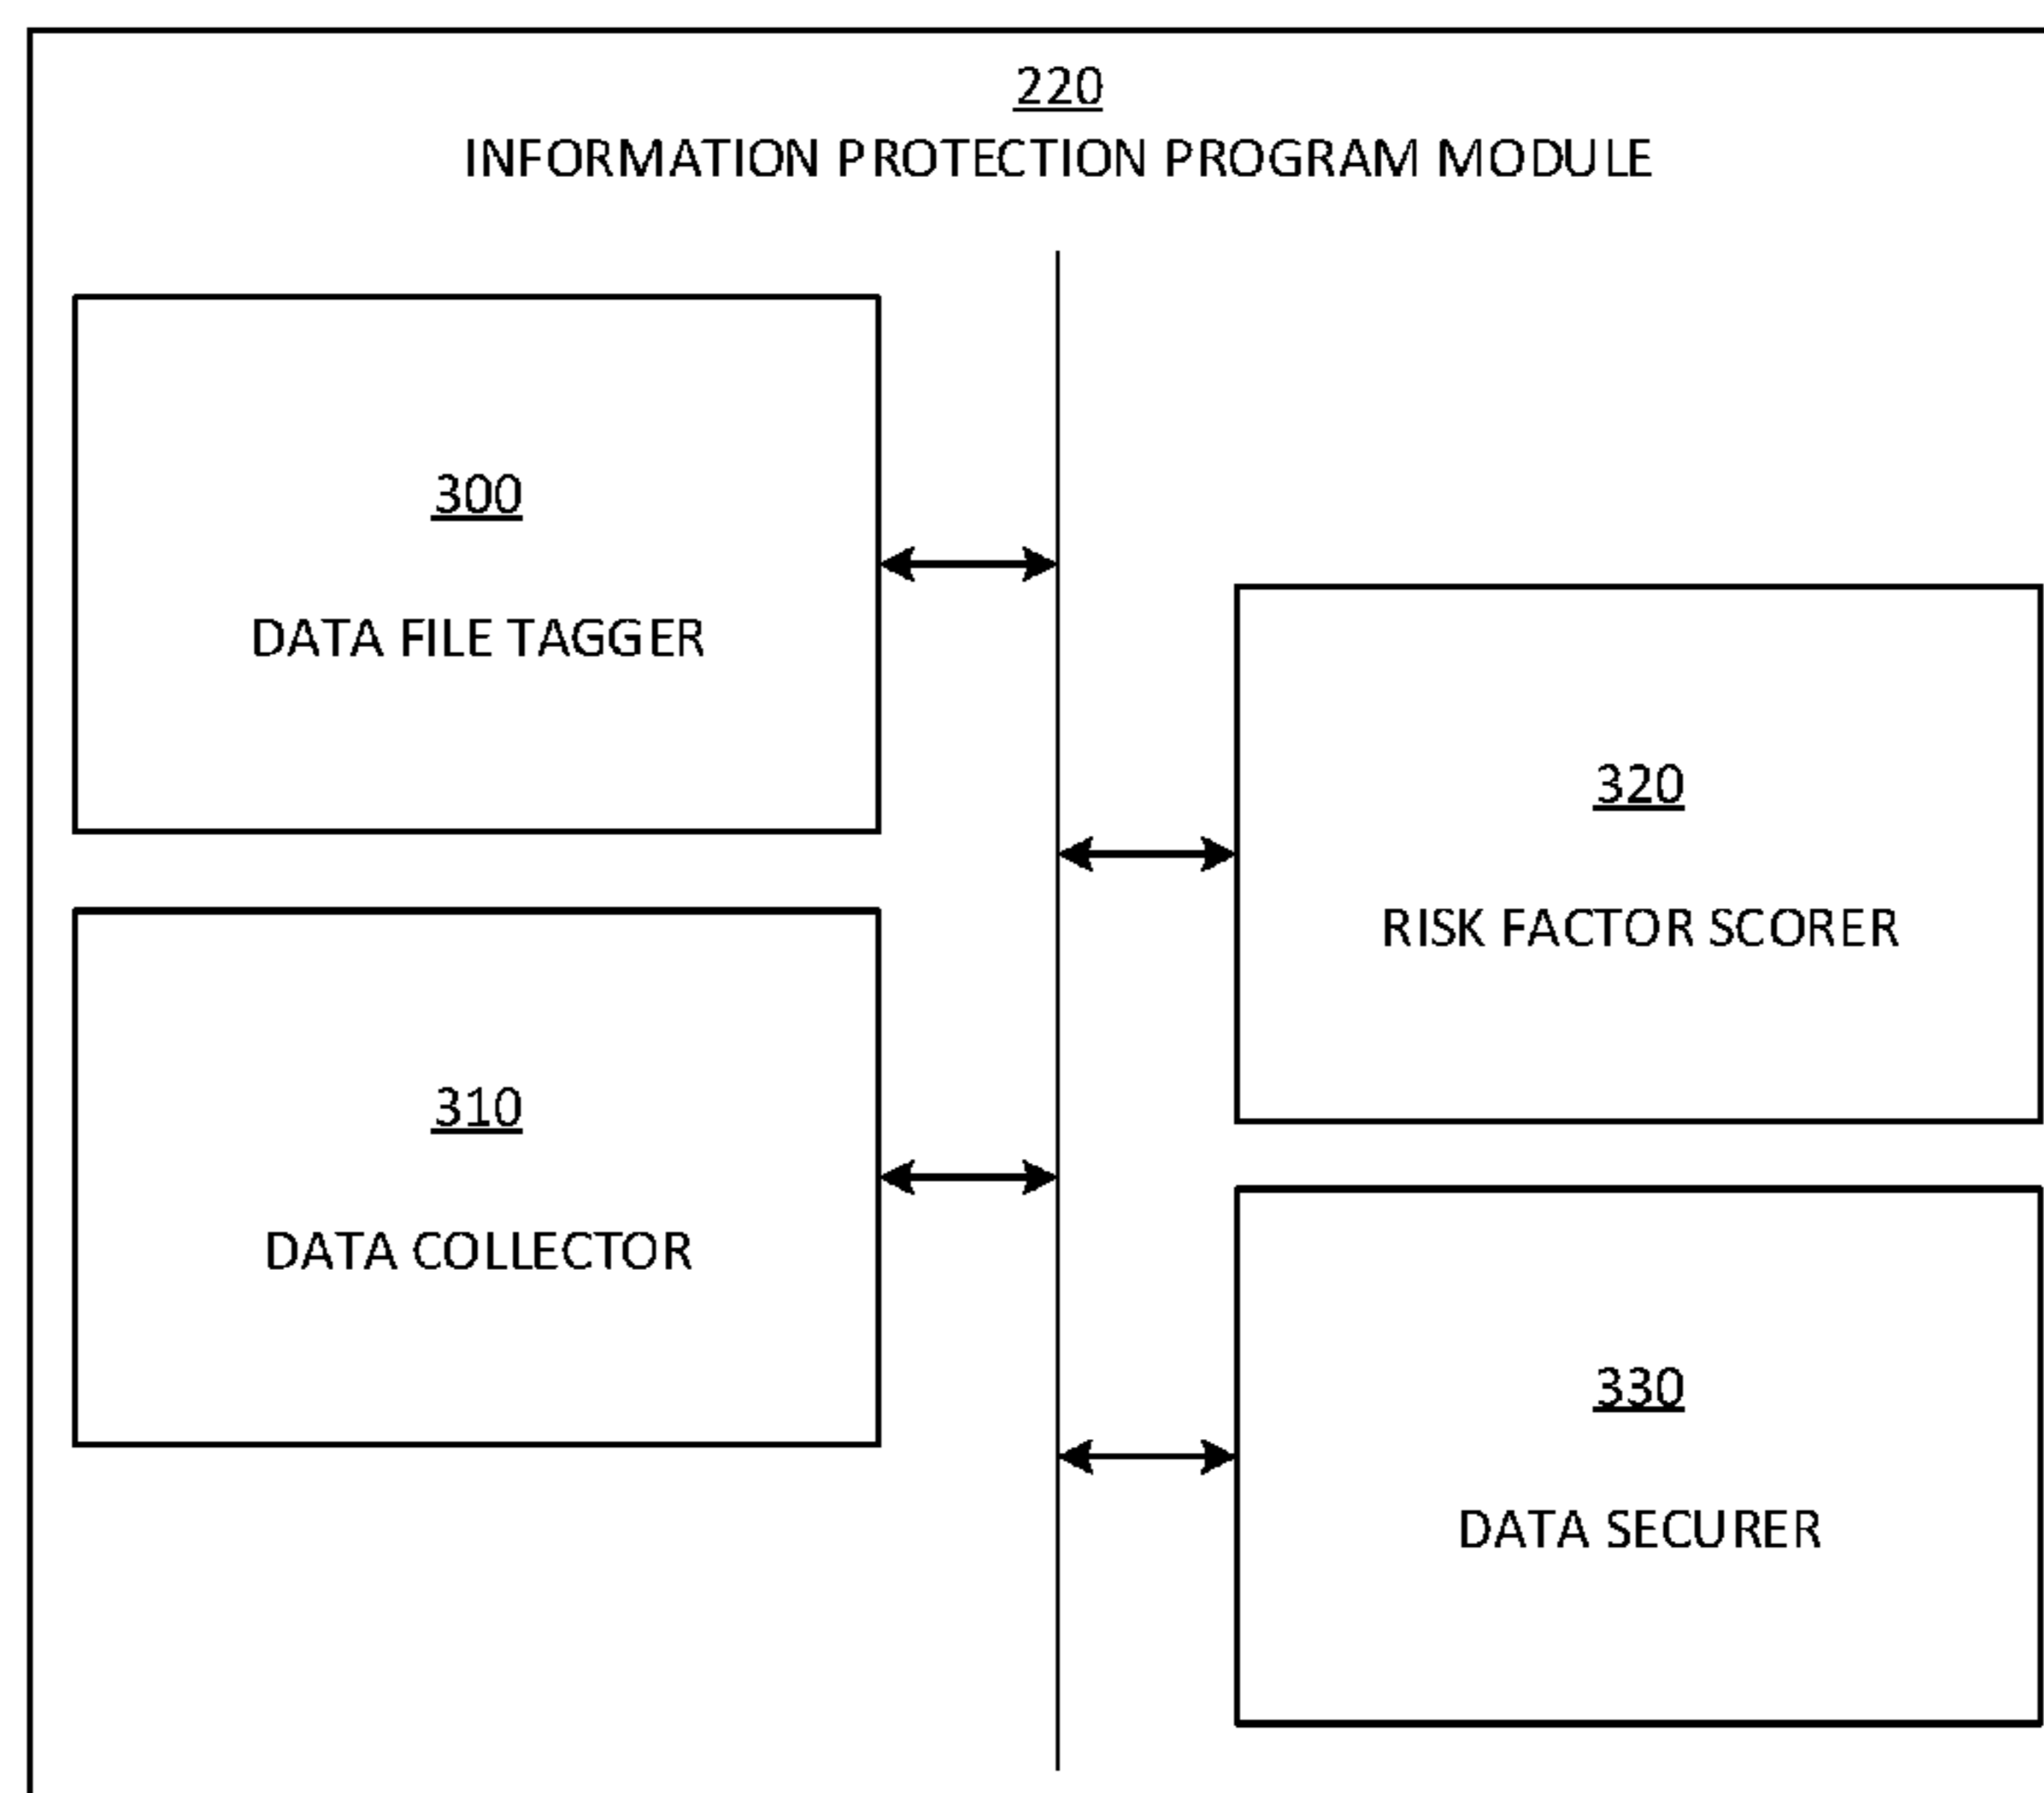 220
INFORMATION PROTECTION PROGRAM MODULE
300
DATA FILE TAGGER
320
RISK FACTOR SCORER
310
DATA COLLECTOR
330
DATA SECURER